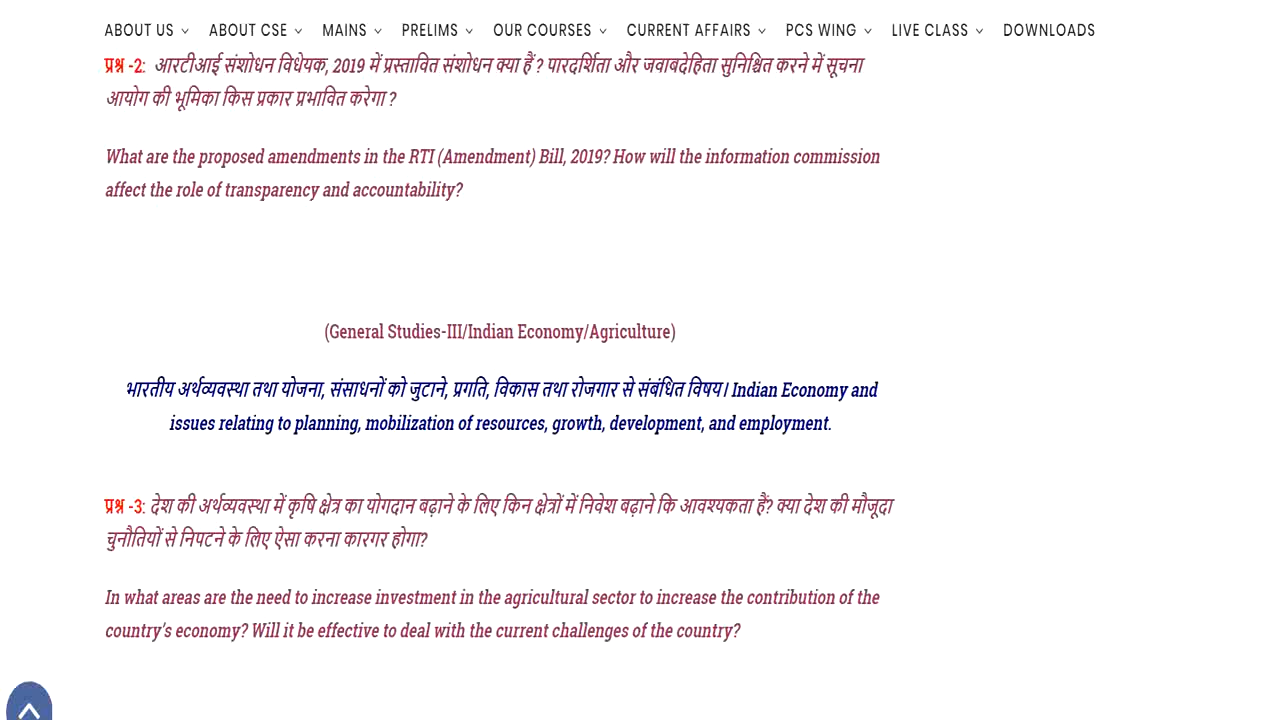 ABOUT US ABOUT CSE MAINS PRELIMS OUR COURSES CURRENT AFFAIRS PCS WING LIVE CLASS DOWNLOADS
प्रश्न -2: आरटीआई संशोधन विधेयक, 2019 में प्रस्तावित संशोधन क्या हैं ? पारदर्शिता और जवाबदेहिता सुनिश्चित करने में सूचना
आयोग की भूमिका किस प्रकार प्रभावित करेगा ?
What are the proposed amendments in the RTI (Amendment) Bill, 2019? How will the information commission
affect the role of transparency and accountability?
(General Studies-III/Indian Economy/Agriculture)
भारतीय अर्थव्यवस्था तथा योजना, संसाधनों को जुटाने, प्रगति, विकास तथा रोजगार से संबंधित विषय। Indian Economy and
issues relating to planning, mobilization of resources, growth, development, and employment.
प्रश्न -3: देश की अर्थव्यवस्था में कृषि क्षेत्र का योगदान बढ़ाने के लिए किन क्षेत्रों में निवेश बढ़ाने कि आवश्यकता हैं? क्या देश की मौजूदा
चुनौतियों से निपटने के लिए ऐसा करना कारगर होगा?
In what areas are the need to increase investment in the agricultural sector to increase the contribution of the
country’s economy? Will it be effective to deal with the current challenges of the country?